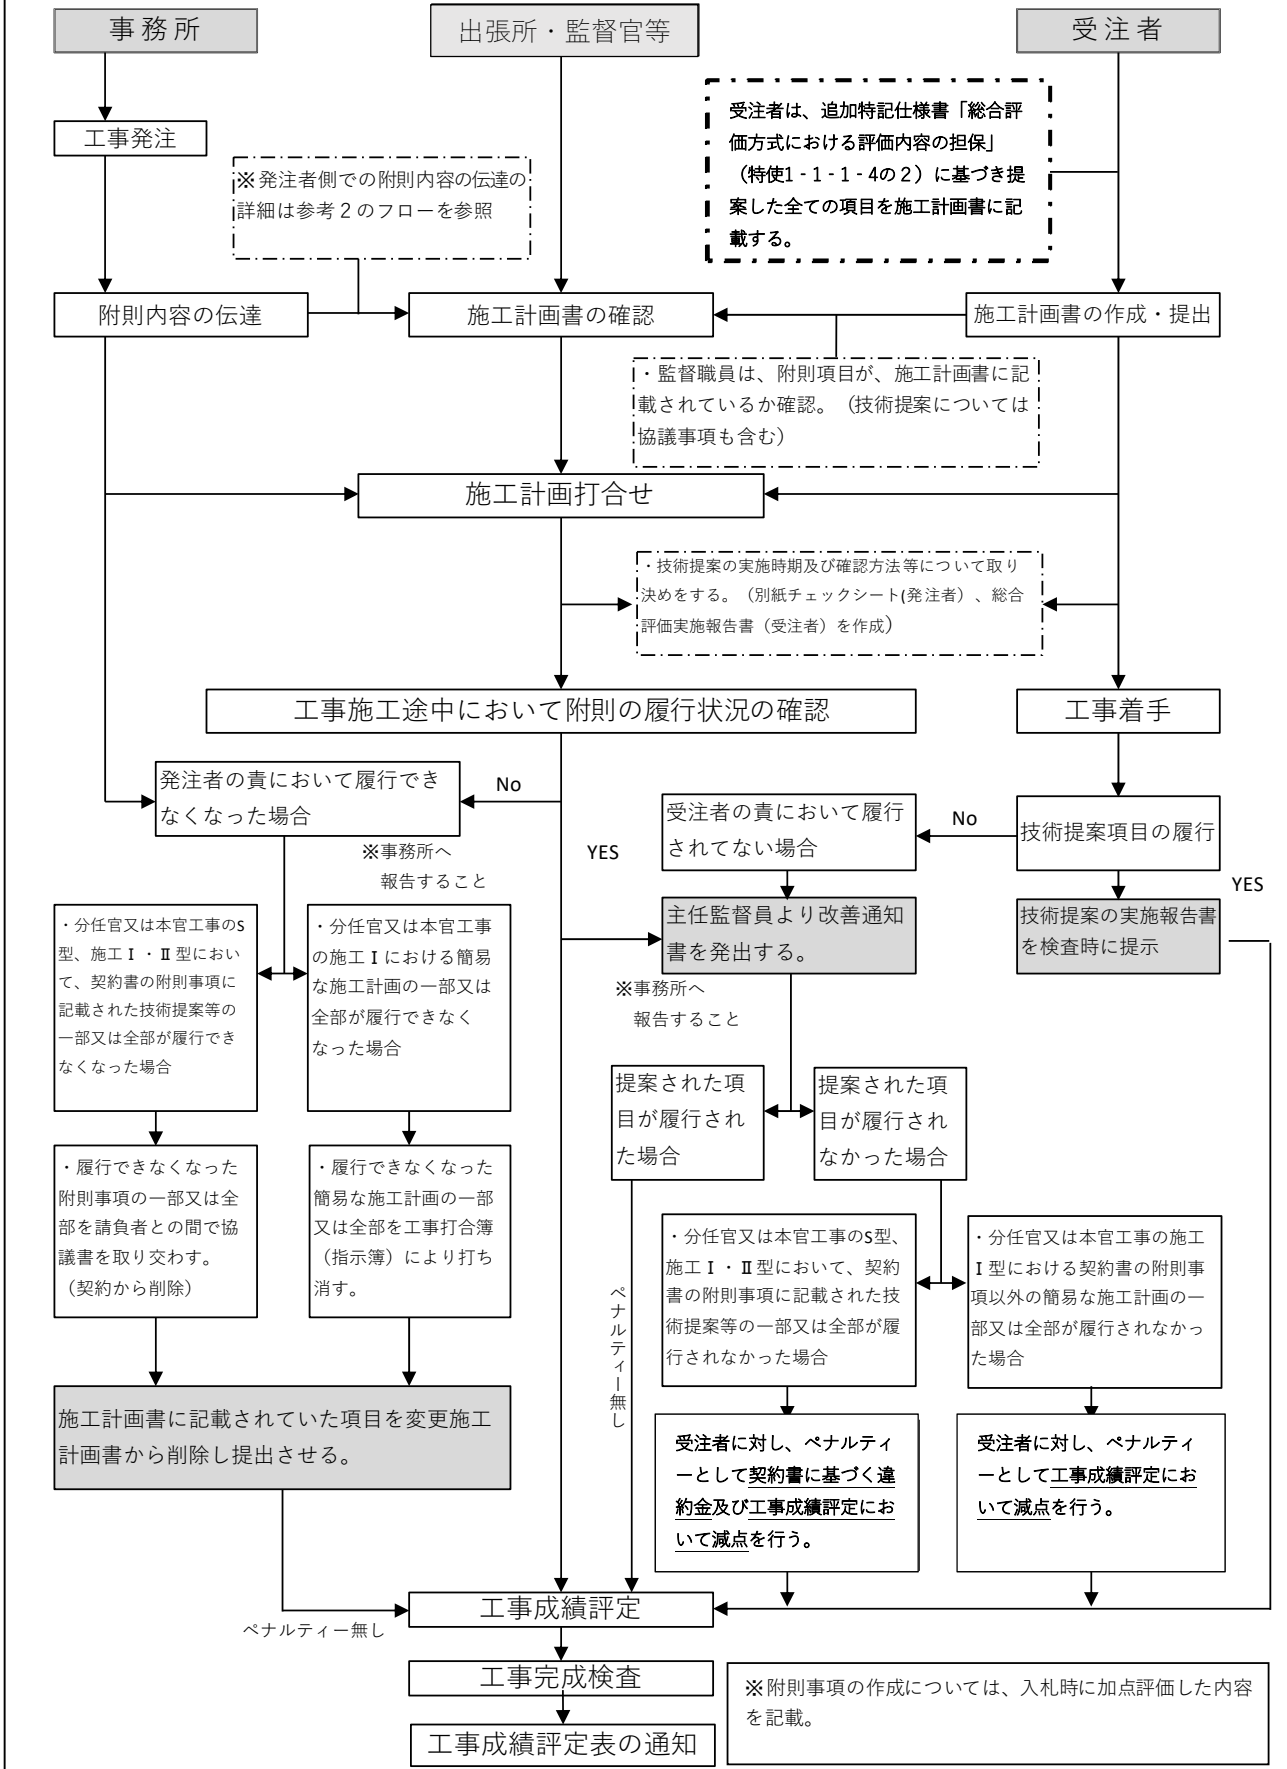 事務所
出張所・監督官等
受注者
受注者は、追加特記仕様書「総合評
価方式における評価内容の担保」
（特使1‐1‐1‐4の２）に基づき提
案した全ての項目を施工計画書に記
載する。
工事発注
※発注者側での附則内容の伝達の
詳細は参考２のフローを参照
附則内容の伝達
施工計画書の確認
施工計画書の作成・提出
・監督職員は、附則項目が、施工計画書に記
載されているか確認。（技術提案については
協議事項も含む）
施工計画打合せ
・技術提案の実施時期及び確認方法等について取り
決めをする。（別紙チェックシート(発注者）、総合
評価実施報告書（受注者）を作成）
工事施工途中において附則の履行状況の確認
工事着手
発注者の責において履行でき
なくなった場合
No
受注者の責において履行
されてない場合
No
技術提案項目の履行
※事務所へ
報告すること
YES
YES
・分任官又は本官工事のS
型、施工Ⅰ・Ⅱ型におい
て、契約書の附則事項に
記載された技術提案等の
一部又は全部が履行でき
なくなった場合
・分任官又は本官工事
の施工Ⅰにおける簡易
な施工計画の一部又は
全部が履行できなく
なった場合
主任監督員より改善通知
書を発出する。
技術提案の実施報告書
を検査時に提示
※事務所へ
報告すること
提案された項
目が履行され
た場合
提案された項
目が履行され
なかった場合
・履行できなくなった
附則事項の一部又は全
部を請負者との間で協
議書を取り交わす。
（契約から削除）
・履行できなくなった
簡易な施工計画の一部
又は全部を工事打合簿
（指示簿）により打ち
消す。
・分任官又は本官工事のS型、
施工Ⅰ・Ⅱ型において、契約
書の附則事項に記載された技
術提案等の一部又は全部が履
行されなかった場合
・分任官又は本官工事の施工
Ⅰ型における契約書の附則事
項以外の簡易な施工計画の一
部又は全部が履行されなかっ
た場合
ペナルティー無し
施工計画書に記載されていた項目を変更施工
計画書から削除し提出させる。
受注者に対し、ペナルティ
ーとして契約書に基づく違
約金及び工事成績評定にお
いて減点を行う。
受注者に対し、ペナルティ
ーとして工事成績評定にお
いて減点を行う。
工事成績評定
ペナルティー無し
工事完成検査
※附則事項の作成については、入札時に加点評価した内容
を記載。
工事成績評定表の通知